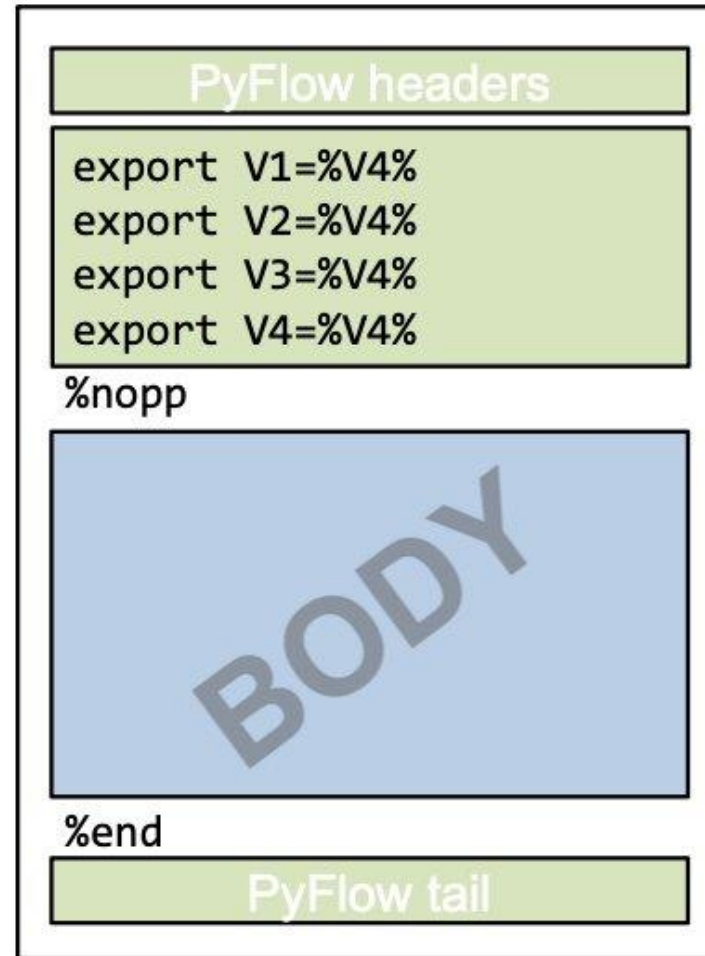 PyFlow headers
export V1=%V4%
export V2=%V4%
export V3=%V4%
export V4=%V4%
%nopp
BODY
%end
PyFlow tail